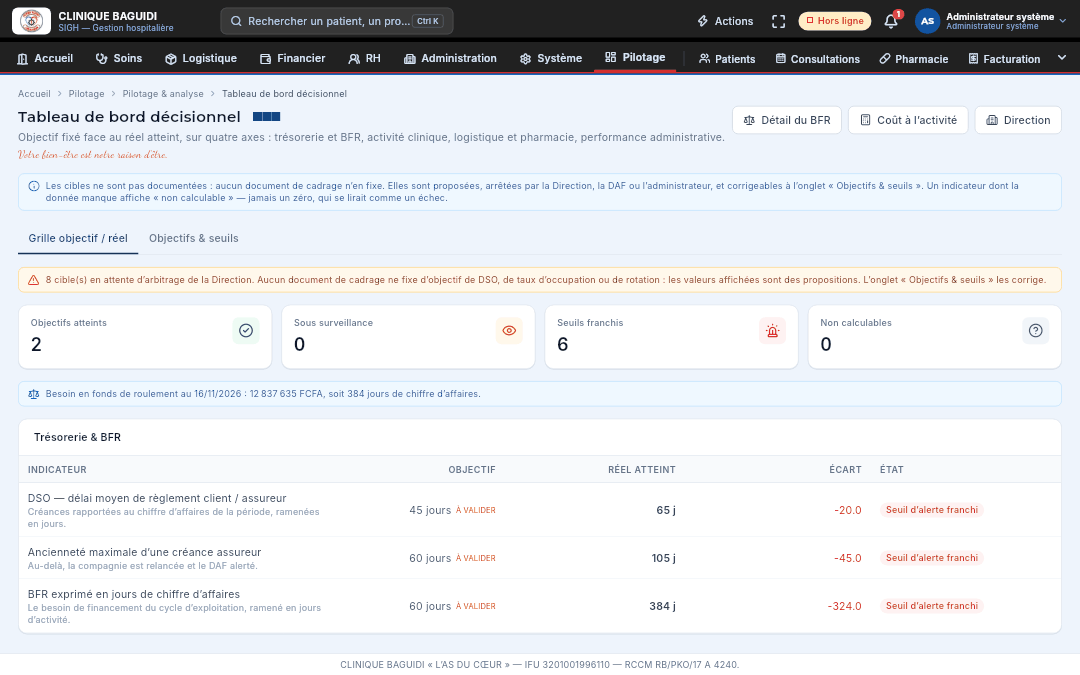 CLINIQUE BAGUIDI
SIGH — Gestion hospitalière
Rechercher un patient, un pro... Ctrl K
Actions
Hors ligne
1
AS
Administrateur système
Administrateur système
Accueil Soins Logistique Financier RH Administration Système Pilotage Patients Consultations Pharmacie Facturation
Accueil > Pilotage > Pilotage & analyse > Tableau de bord décisionnel
Tableau de bord décisionnel
Objectif fixé face au réel atteint, sur quatre axes : trésorerie et BFR, activité clinique, logistique et pharmacie, performance administrative.
Votre bien-être est notre raison d'être.
Détail du BFR
Coût à l'activité
Direction
Les cibles ne sont pas documentées : aucun document de cadrage n'en fixe. Elles sont proposées, arrêtées par la Direction, la DAF ou l'administrateur, et corrigeables à l'onglet « Objectifs & seuils ». Un indicateur dont la
donnée manque affiche « non calculable » — jamais un zéro, qui se lirait comme un échec.
Grille objectif / réel
Objectifs & seuils
8 cible(s) en attente d'arbitrage de la Direction. Aucun document de cadrage ne fixe d'objectif de DSO, de taux d'occupation ou de rotation : les valeurs affichées sont des propositions. L'onglet « Objectifs & seuils » les corrige.
Objectifs atteints
2
Sous surveillance
0
Seuils franchis
6
Non calculables
0
Besoin en fonds de roulement au 16/11/2026 : 12 837 635 FCFA, soit 384 jours de chiffre d'affaires.
Trésorerie & BFR
INDICATEUR OBJECTIF RÉEL ATTEINT ÉCART ÉTAT
DSO — délai moyen de règlement client / assureur
Créances rapportées au chiffre d'affaires de la période, ramenées
en jours.
45 jours À VALIDER 65 j -20.0 Seuil d'alerte franchi
Ancienneté maximale d'une créance assureur
Au-delà, la compagnie est relancée et le DAF alerté.
60 jours À VALIDER 105 j -45.0 Seuil d'alerte franchi
BFR exprimé en jours de chiffre d'affaires
Le besoin de financement du cycle d'exploitation, ramené en jours
d'activité.
60 jours À VALIDER 384 j -324.0 Seuil d'alerte franchi
CLINIQUE BAGUIDI « L'AS DU CŒUR » — IFU 3201001996110 — RCCM RB/PKO/17 A 4240.